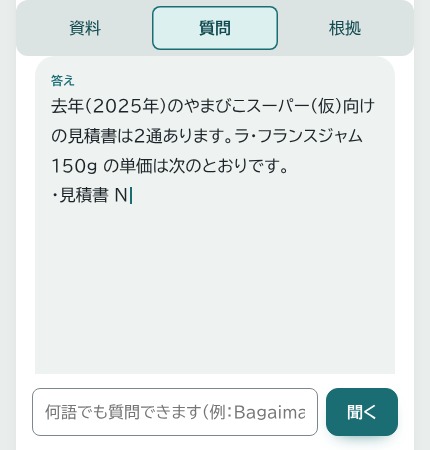 資料
質問
根拠
答え
去年(2025年)のやまびこスーパー(仮)向け
の見積書は2通あります。ラ・フランスジャム
150g の単価は次のとおりです。
・見積書 N
何語でも質問できます(例:Bagaima
聞く